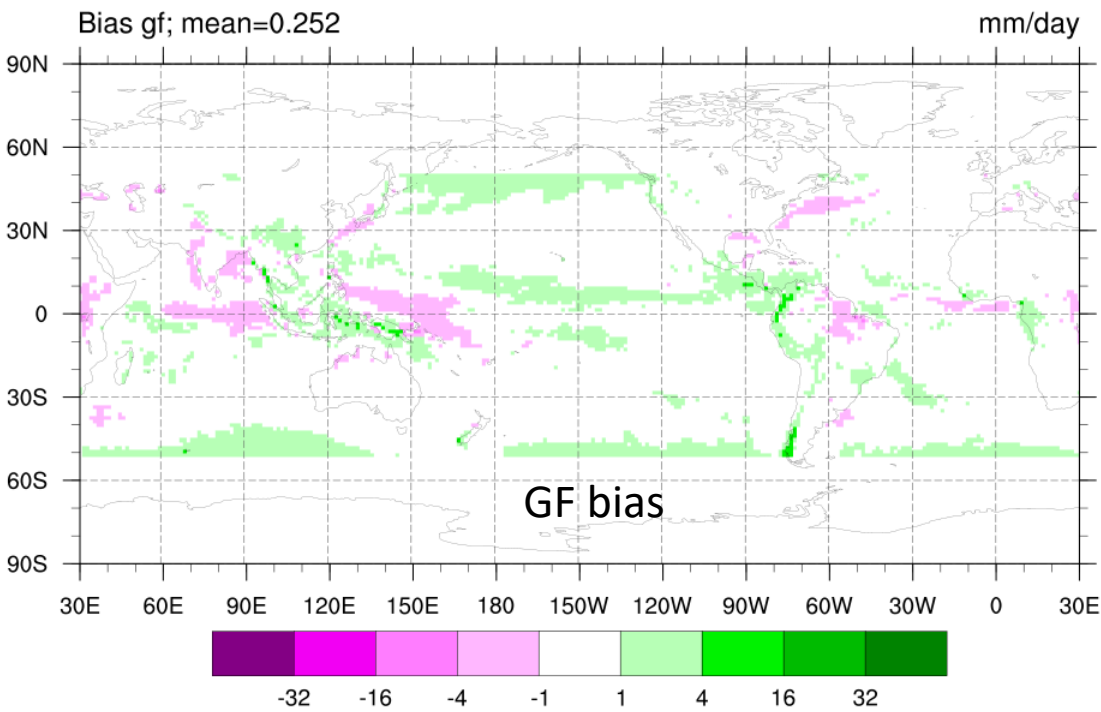 Bias gf; mean=0.252 mm/day
90N
60N
30N
0
30S
60S
90S
GF bias
30E 60E 90E 120E 150E 180 150W 120W 90W 60W 30W 0 30E
-32 -16 -4 -1 1 4 16 32